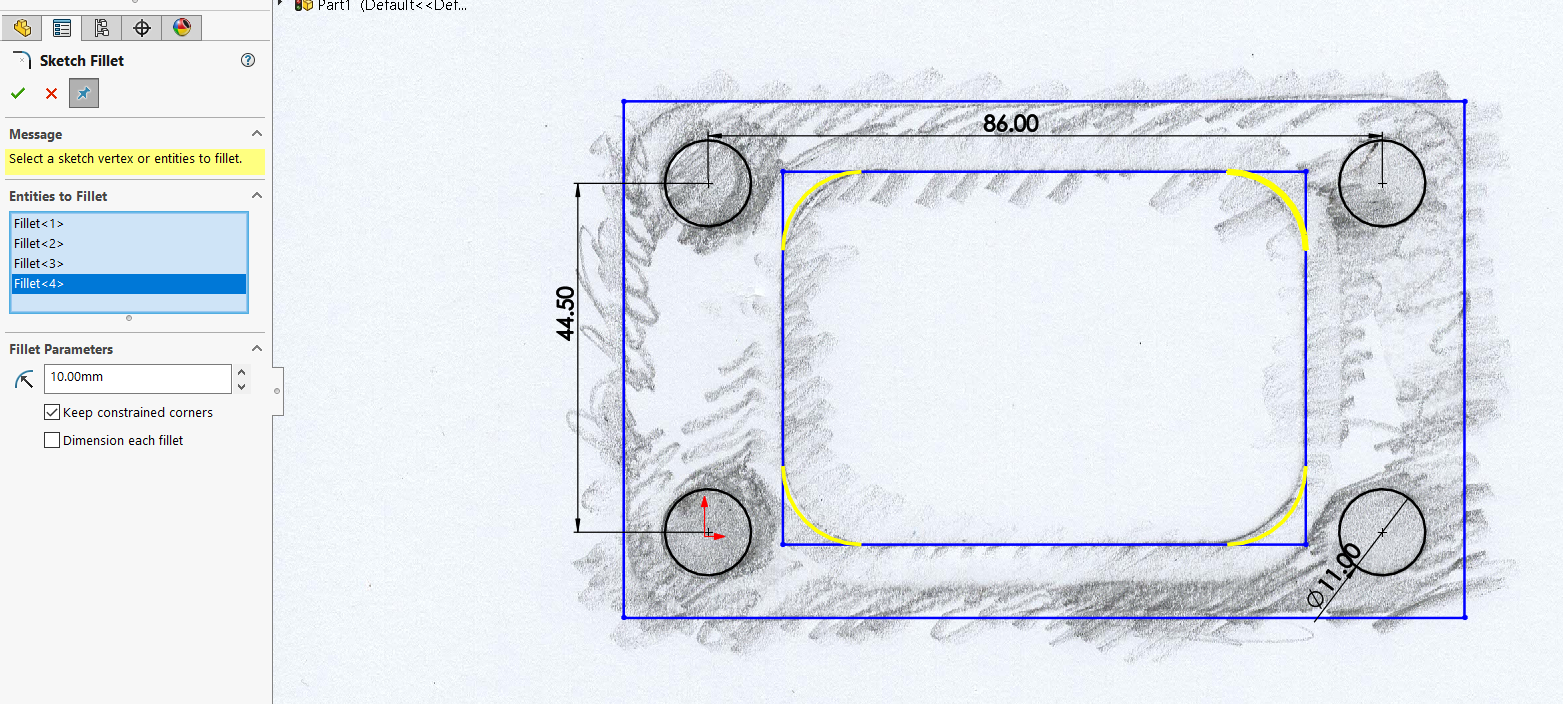 Part1 (Default<<Def...
Sketch Fillet
Message
Select a sketch vertex or entities to fillet.
Entities to Fillet
Fillet<1>
Fillet<2>
Fillet<3>
Fillet<4>
Fillet Parameters
10.00mm
Keep constrained corners
Dimension each fillet
86.00
44.50
∅11.00